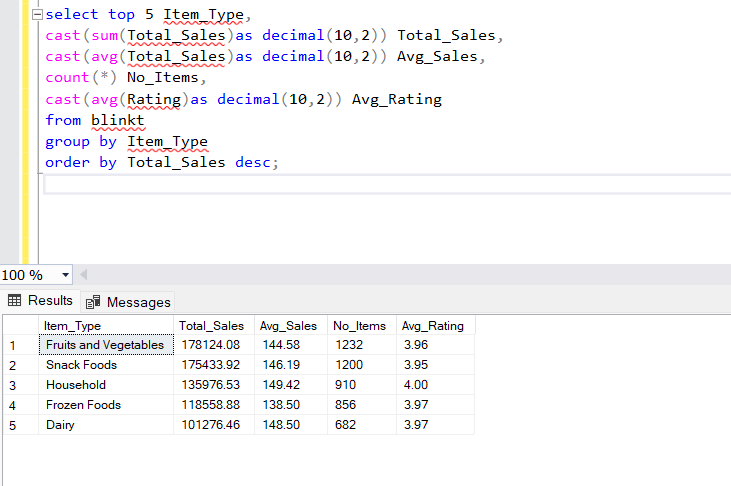 select top 5 Item_Type,
cast(sum(Total_Sales)as decimal(10,2)) Total_Sales,
cast(avg(Total_Sales)as decimal(10,2)) Avg_Sales,
count(*) No_Items,
cast(avg(Rating)as decimal(10,2)) Avg_Rating
from blinkt
group by Item_Type
order by Total_Sales desc;
100 %
Results Messages
Item_Type Total_Sales Avg_Sales No_Items Avg_Rating
1 Fruits and Vegetables 178124.08 144.58 1232 3.96
2 Snack Foods 175433.92 146.19 1200 3.95
3 Household 135976.53 149.42 910 4.00
4 Frozen Foods 118558.88 138.50 856 3.97
5 Dairy 101276.46 148.50 682 3.97